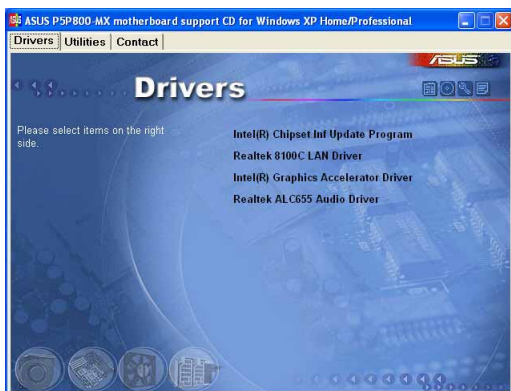 ASUS P5P800-MX motherboard support CD for Windows XP Home/Professional
Drivers Utilities Contact
ASUS
Drivers
Please select items on the right
side.
Intel(R) Chipset Inf Update Program
Realtek 8100C LAN Driver
Intel(R) Graphics Accelerator Driver
Realtek ALC655 Audio Driver